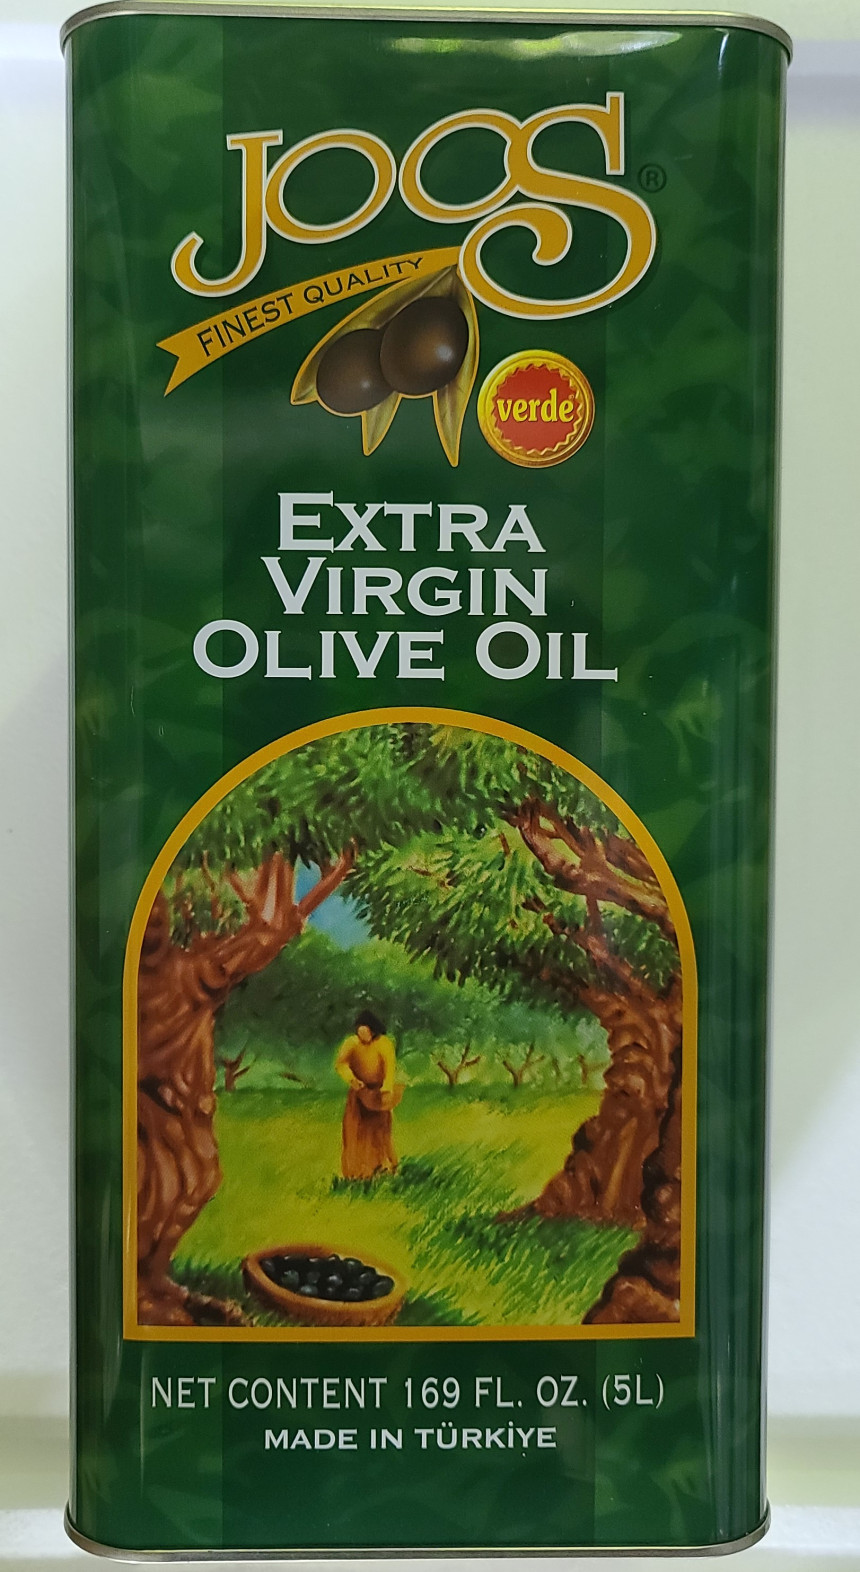 JOOS®
FINEST QUALITY
verde
EXTRA
VIRGIN
OLIVE OIL
NET CONTENT 169 FL. OZ. (5L)
MADE IN TÜRKİYE